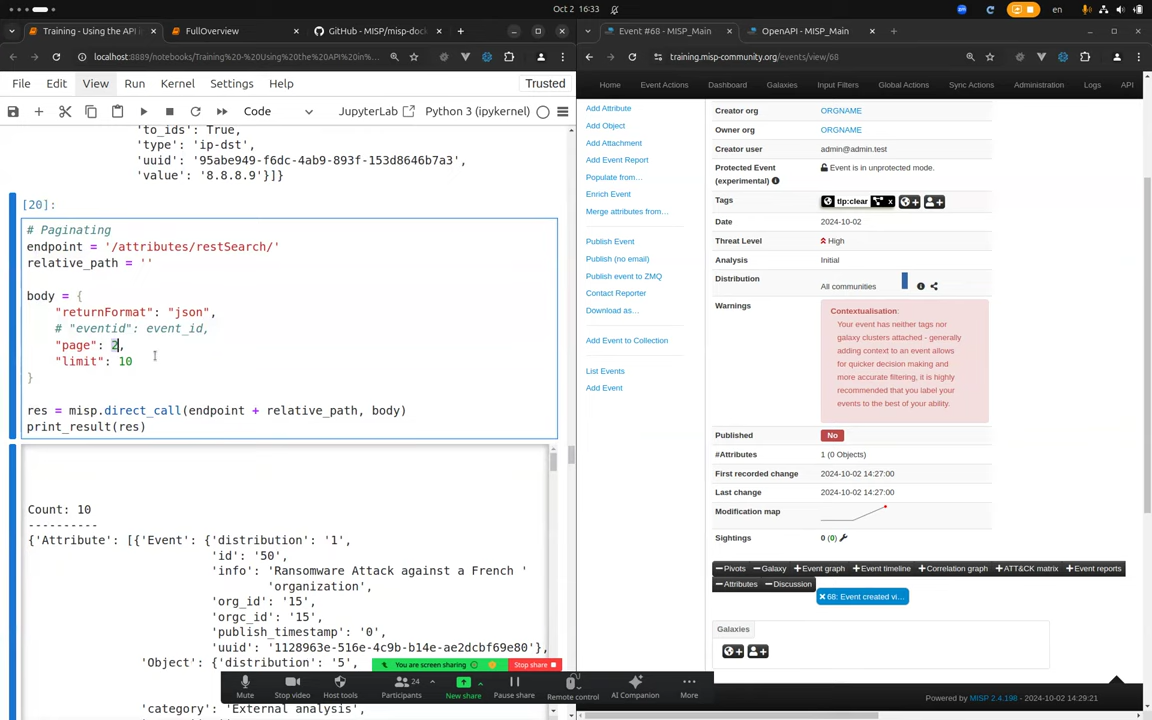 Oct 2 16:33
en
Training - Using the API i
FullOverview
GitHub - MISP/misp-doc
localhost:8889/notebooks/Training%20-%20Using%20the%20API%20in%...
File Edit View Run Kernel Settings Help
Trusted
Code
JupyterLab
Python 3 (ipykernel)
'to_ids': True,
'type': 'ip-dst',
'uuid': '95abe949-f6dc-4ab9-893f-153d8646b7a3',
'value': '8.8.8.9'}]}
[20]:
# Paginating
endpoint = '/attributes/restSearch/'
relative_path = ''
body = {
"returnFormat": "json",
# "eventid": event_id,
"page": 2,
"limit": 10
}
res = misp.direct_call(endpoint + relative_path, body)
print_result(res)
Count: 10
----------
{'Attribute': [{'Event': {'distribution': '1',
'id': '50',
'info': 'Ransomware Attack against a French '
'organization',
'org_id': '15',
'orgc_id': '15',
'publish_timestamp': '0',
'uuid': '1128963e-516e-4c9b-b14e-ae2dcbf69e80'},
'Object': {'distribution': '5',
'category': 'External analysis',
You are screen sharing
Stop share
Mute
Stop video
Host tools
Participants
24
New share
Pause share
Remote control
AI Companion
More
Event #68 - MISP_Main
OpenAPI - MISP_Main
training.misp-community.org/events/view/68
Home Event Actions Dashboard Galaxies Input Filters Global Actions Sync Actions Administration Logs API
Add Attribute
Add Object
Add Attachment
Add Event Report
Populate from...
Enrich Event
Merge attributes from...
Publish Event
Publish (no email)
Publish event to ZMQ
Contact Reporter
Download as...
Add Event to Collection
List Events
Add Event
Creator org ORGNAME
Owner org ORGNAME
Creator user admin@admin.test
Protected Event (experimental)
Event is in unprotected mode.
Tags tlp:clear x
Date 2024-10-02
Threat Level High
Analysis Initial
Distribution All communities
Warnings
Contextualisation:
Your event has neither tags nor
galaxy clusters attached - generally
adding context to an event allows
for quicker decision making and
more accurate filtering, it is highly
recommended that you label your
events to the best of your ability.
Published No
#Attributes 1 (0 Objects)
First recorded change 2024-10-02 14:27:00
Last change 2024-10-02 14:27:00
Modification map
Sightings 0 (0)
Pivots Galaxy Event graph Event timeline Correlation graph ATT&CK matrix Event reports
Attributes Discussion
68: Event created vi...
Galaxies
Powered by MISP 2.4.198 - 2024-10-02 14:29:21